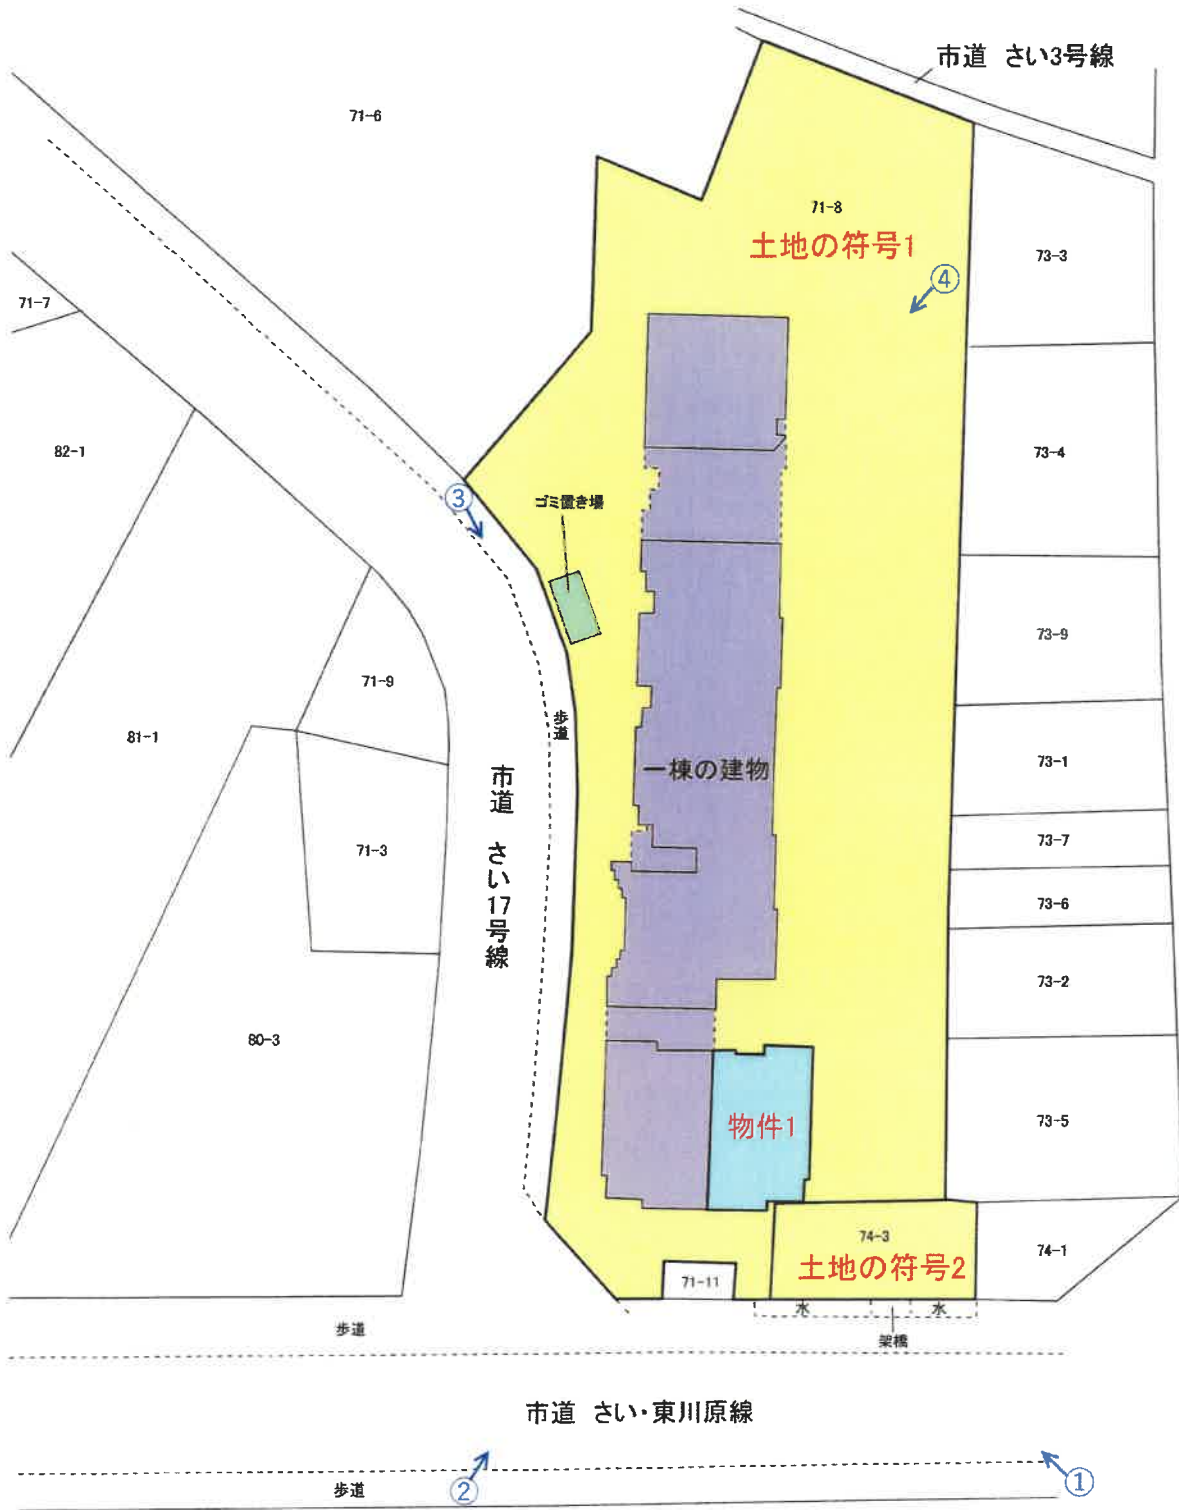 市道 さい3号線
71-6
71-8
土地の符号1
④
73-3
71-7
82-1
73-4
③
ゴミ置き場
73-9
71-9
歩道
81-1
市道 さい17号線
一棟の建物
73-1
71-3
73-7
73-6
73-2
80-3
物件1
73-5
74-3
74-1
土地の符号2
71-11
水
水
歩道
架橋
市道 さい・東川原線
歩道
②
①